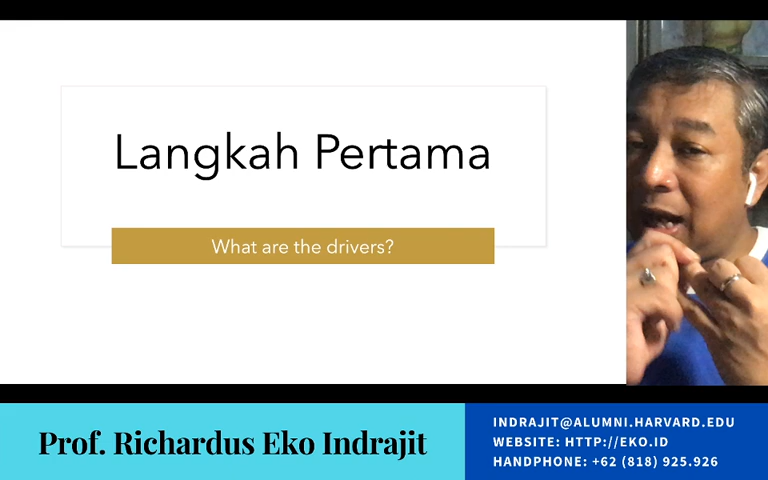 Langkah Pertama
What are the drivers?
Prof. Richardus Eko Indrajit
INDRAJIT@ALUMNI.HARVARD.EDU
WEBSITE: HTTP://EKO.ID
HANDPHONE: +62 (818) 925.926